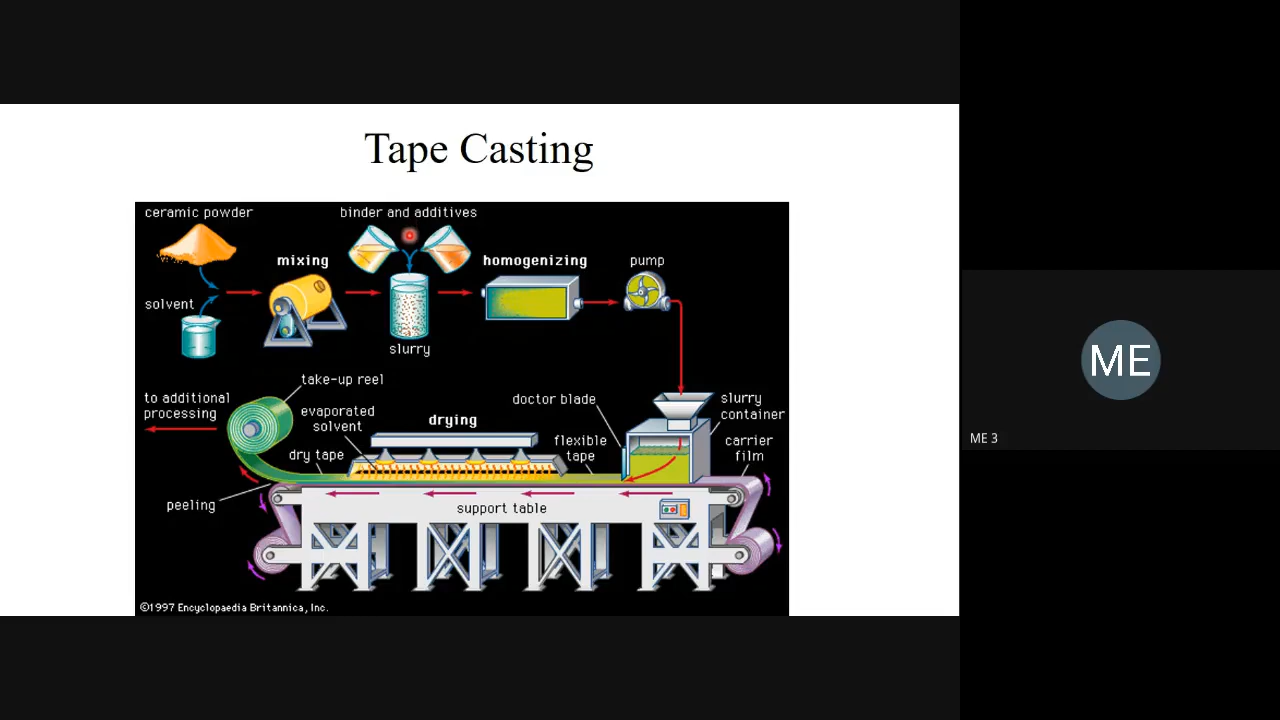 Tape Casting
ceramic powder
binder and additives
mixing
homogenizing
pump
solvent
slurry
take-up reel
to additional
processing
evaporated
solvent
drying
doctor blade
slurry
container
dry tape
flexible
tape
carrier
film
peeling
support table
©1997 Encyclopaedia Britannica, Inc.
ME
ME 3